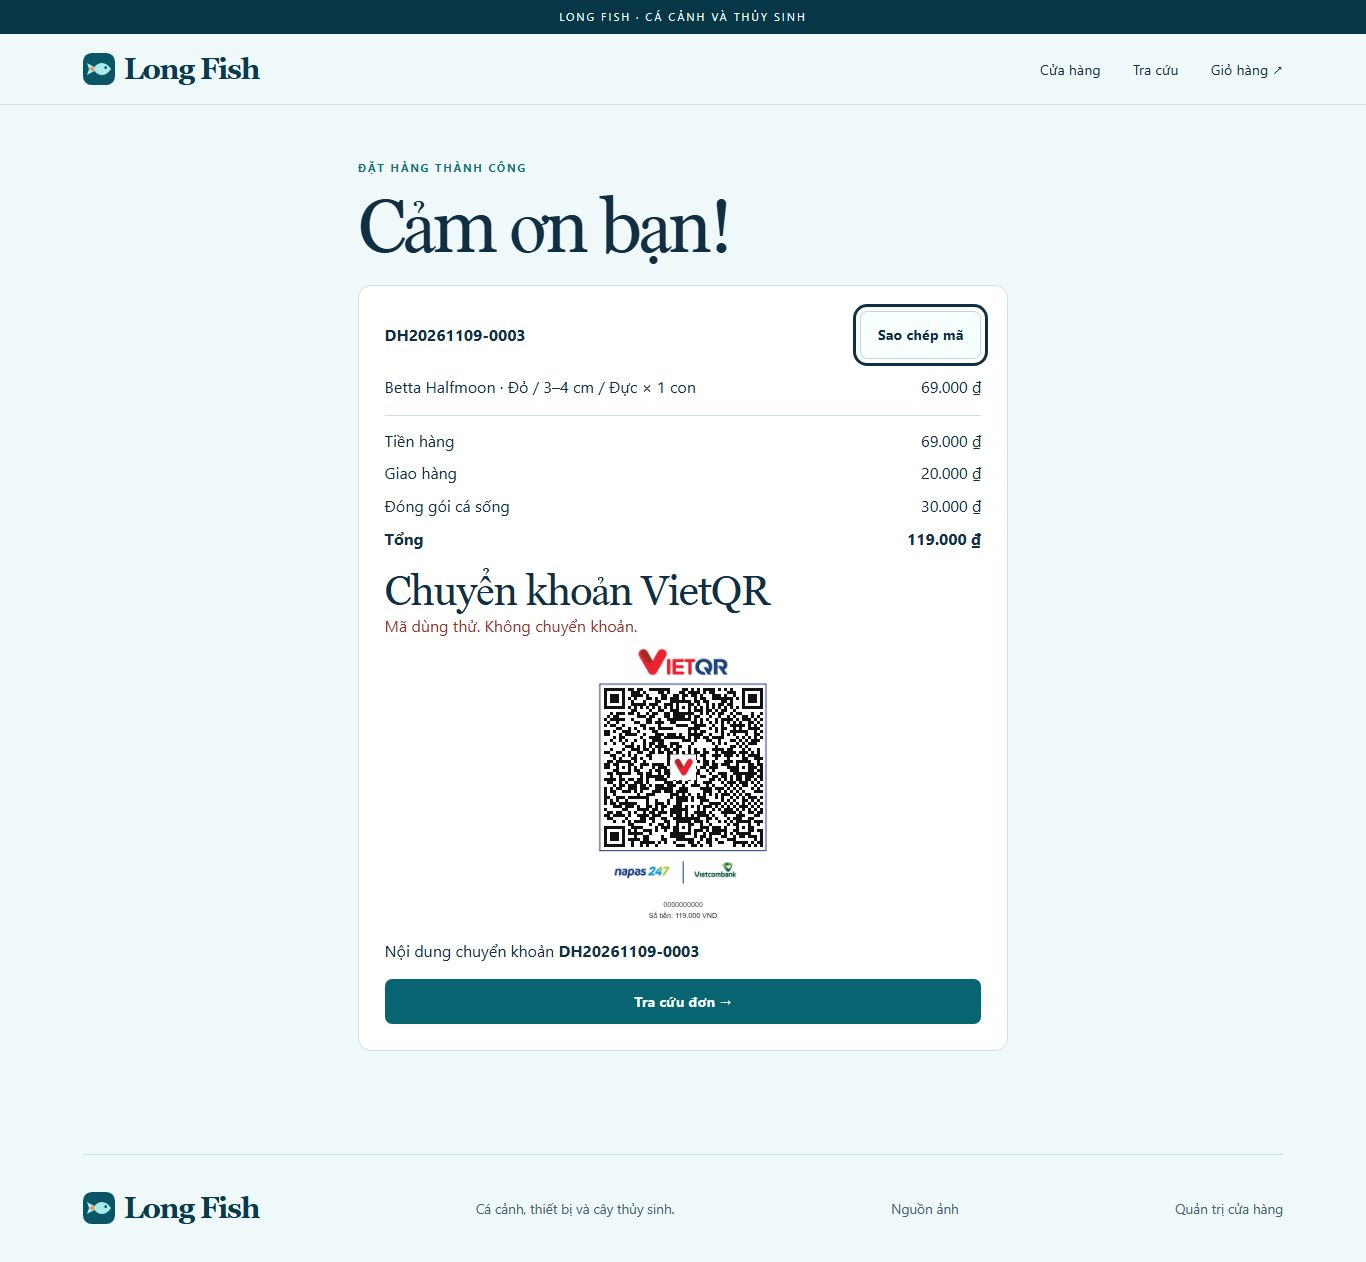 LONG FISH · CÁ CẢNH VÀ THỦY SINH
Long Fish
Cửa hàng
Tra cứu
Giỏ hàng ↗
ĐẶT HÀNG THÀNH CÔNG
Cảm ơn bạn!
DH20261109-0003
Sao chép mã
Betta Halfmoon · Đỏ / 3–4 cm / Đực × 1 con 69.000 ₫
Tiền hàng 69.000 ₫
Giao hàng 20.000 ₫
Đóng gói cá sống 30.000 ₫
Tổng 119.000 ₫
Chuyển khoản VietQR
Mã dùng thử. Không chuyển khoản.
VIETQR
napas 247 | Vietcombank
0000000000
Số tiền: 119.000 VND
Nội dung chuyển khoản DH20261109-0003
Tra cứu đơn →
Long Fish
Cá cảnh, thiết bị và cây thủy sinh.
Nguồn ảnh
Quản trị cửa hàng